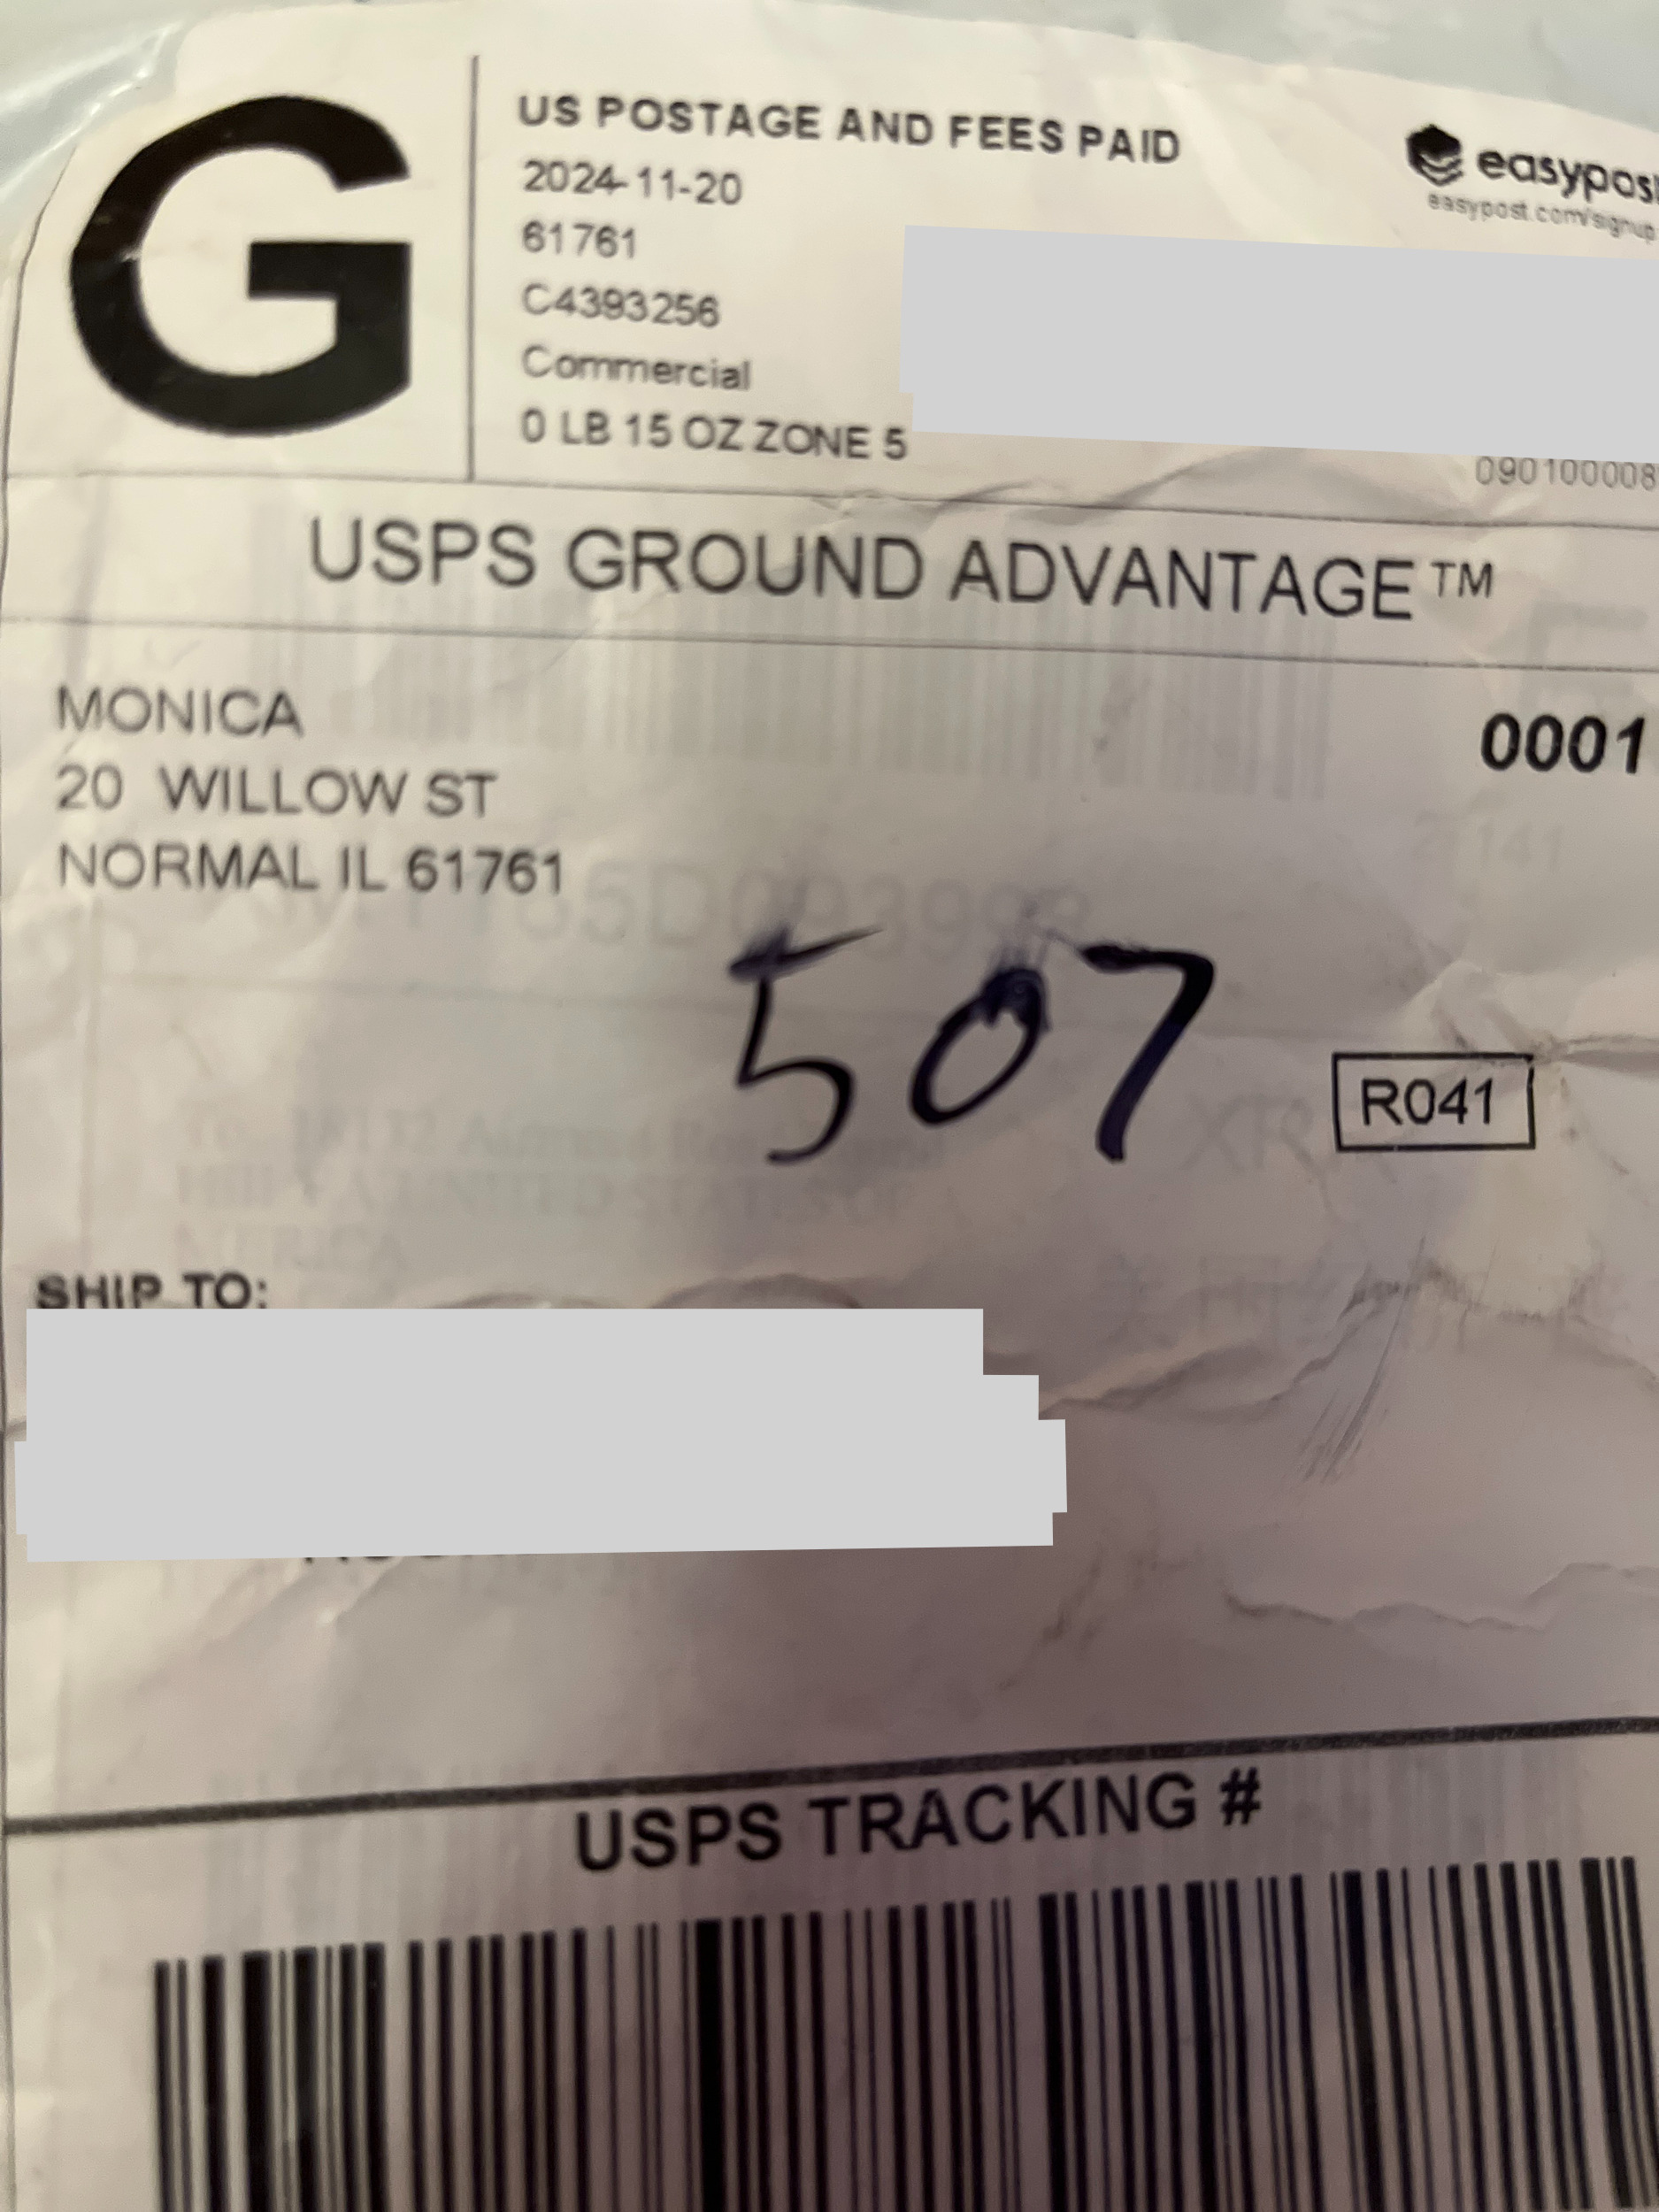 G
US POSTAGE AND FEES PAID
2024-11-20
61761
C4393256
Commercial
0 LB 15 OZ ZONE 5
easypost
easypost.com/signup
090100008
USPS GROUND ADVANTAGE™
MONICA
20 WILLOW ST
NORMAL IL 61761
0001
507
R041
SHIP TO:
USPS TRACKING #